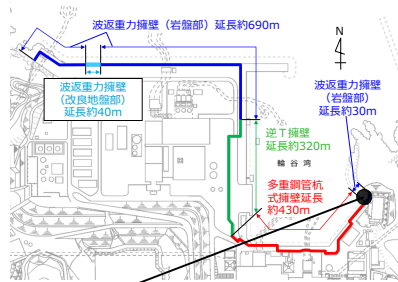 波返重力擁壁（岩盤部）延長約690m
N
波返重力擁壁
（改良地盤部）
延長約40m
波返重力擁壁
（岩盤部）
延長約30m
逆T擁壁
延長約320m
輪谷湾
多重鋼管杭
式擁壁延長
約430m